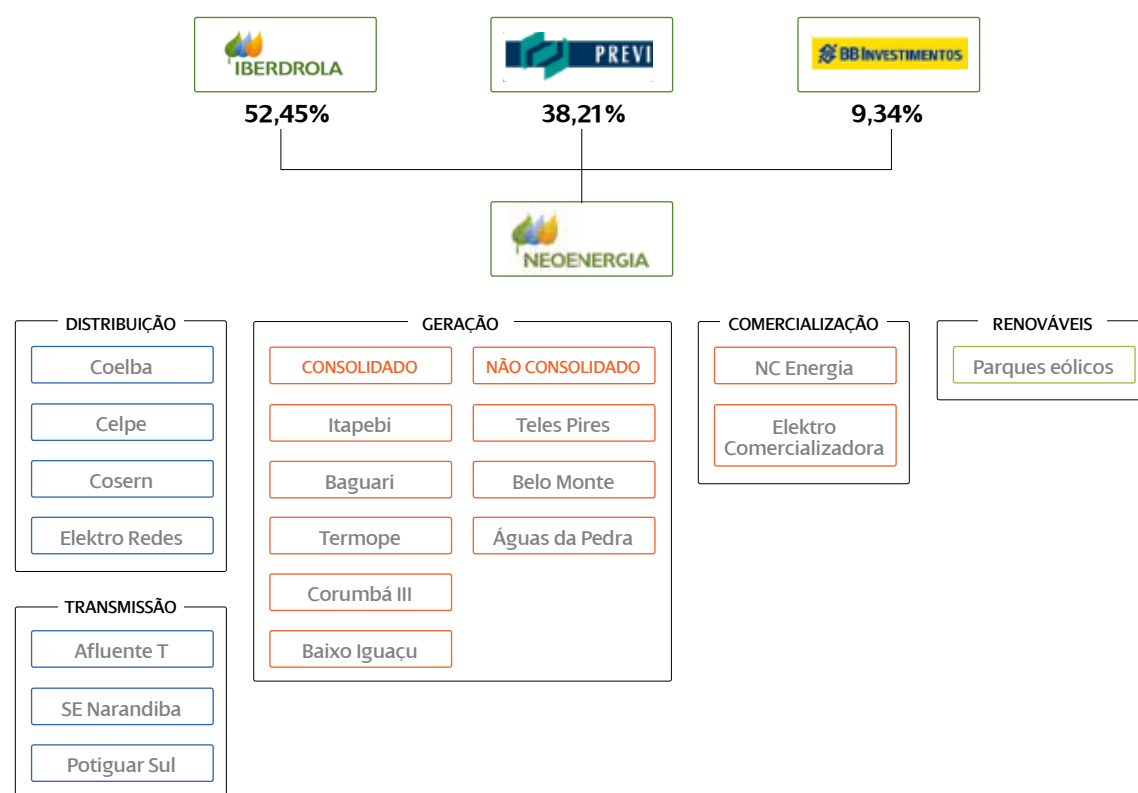 IBERDROLA
PREVI
BB INVESTIMENTOS
52,45%
38,21%
9,34%
NEOENERGIA
DISTRIBUIÇÃO
Coelba
Celpe
Cosern
Elektro Redes
TRANSMISSÃO
Afluente T
SE Narandiba
Potiguar Sul
GERAÇÃO
CONSOLIDADO
Itapebi
Baguari
Termope
Corumbá III
Baixo Iguaçu
NÃO CONSOLIDADO
Teles Pires
Belo Monte
Águas da Pedra
COMERCIALIZAÇÃO
NC Energia
Elektro
Comercializadora
RENOVÁVEIS
Parques eólicos